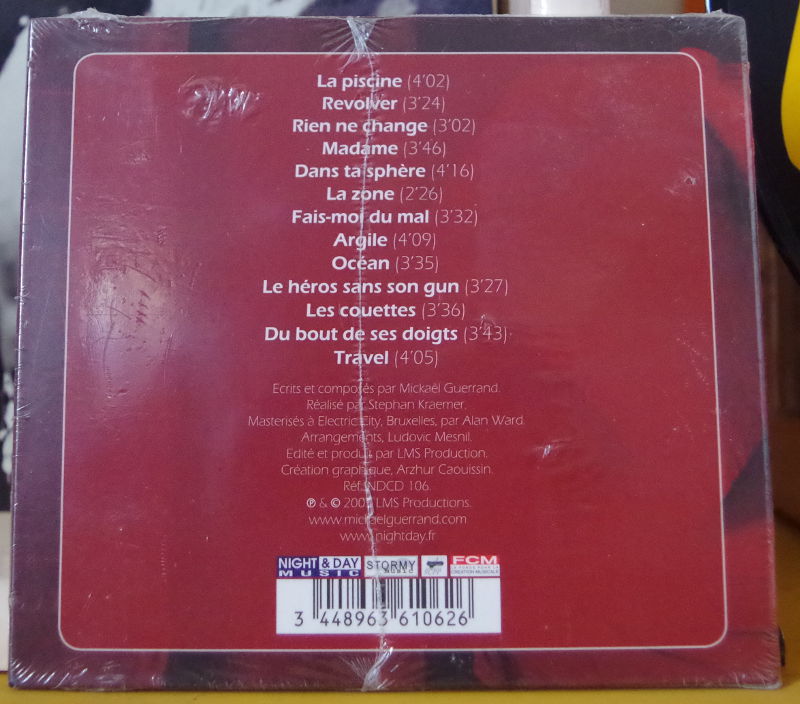 La piscine (4'02)
Revolver (3'24)
Rien ne change (3'02)
Madame (3'46)
Dans ta sphère (4'16)
La zone (2'26)
Fais-moi du mal (3'32)
Argile (4'09)
Océan (3'35)
Le héros sans son gun (3'27)
Les couettes (3'36)
Du bout de ses doigts (3'43)
Travel (4'05)
Ecrits et composés par Mickaël Guerrand.
Réalisé par Stephan Kraemer.
Masterisés à Electric City, Bruxelles, par Alan Ward.
Arrangements, Ludovic Mesnil.
Edité et produit par LMS Production.
Création graphique, Arzhur Caouissin.
Réf. NDCD 106.
℗ & © LMS Productions.
www.mickaelguerrand.com
www.nightday.fr
NIGHT & DAY MUSIC STORMY music FCM
3 448963 610626